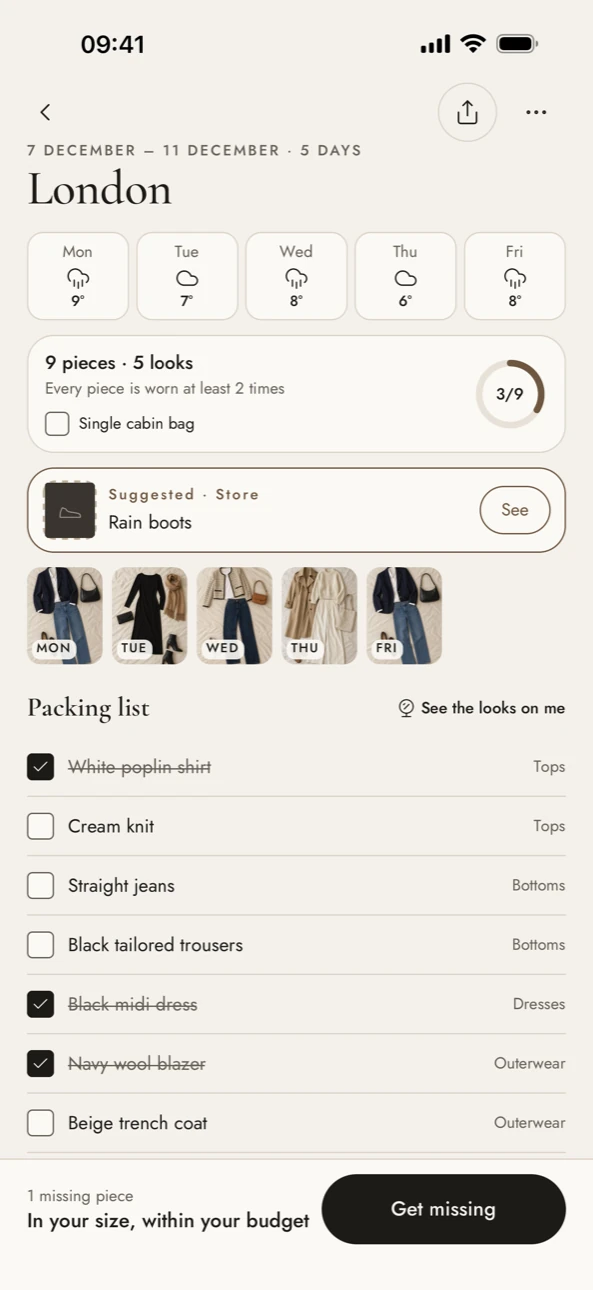 09:41
7 DECEMBER – 11 DECEMBER · 5 DAYS
London
Mon Tue Wed Thu Fri
9° 7° 8° 6° 8°
9 pieces · 5 looks
Every piece is worn at least 2 times
3/9
Single cabin bag
Suggested · Store
Rain boots
See
MON TUE WED THU FRI
Packing list
See the looks on me
White poplin shirt Tops
Cream knit Tops
Straight jeans Bottoms
Black tailored trousers Bottoms
Black midi dress Dresses
Navy wool blazer Outerwear
Beige trench coat Outerwear
1 missing piece
In your size, within your budget
Get missing